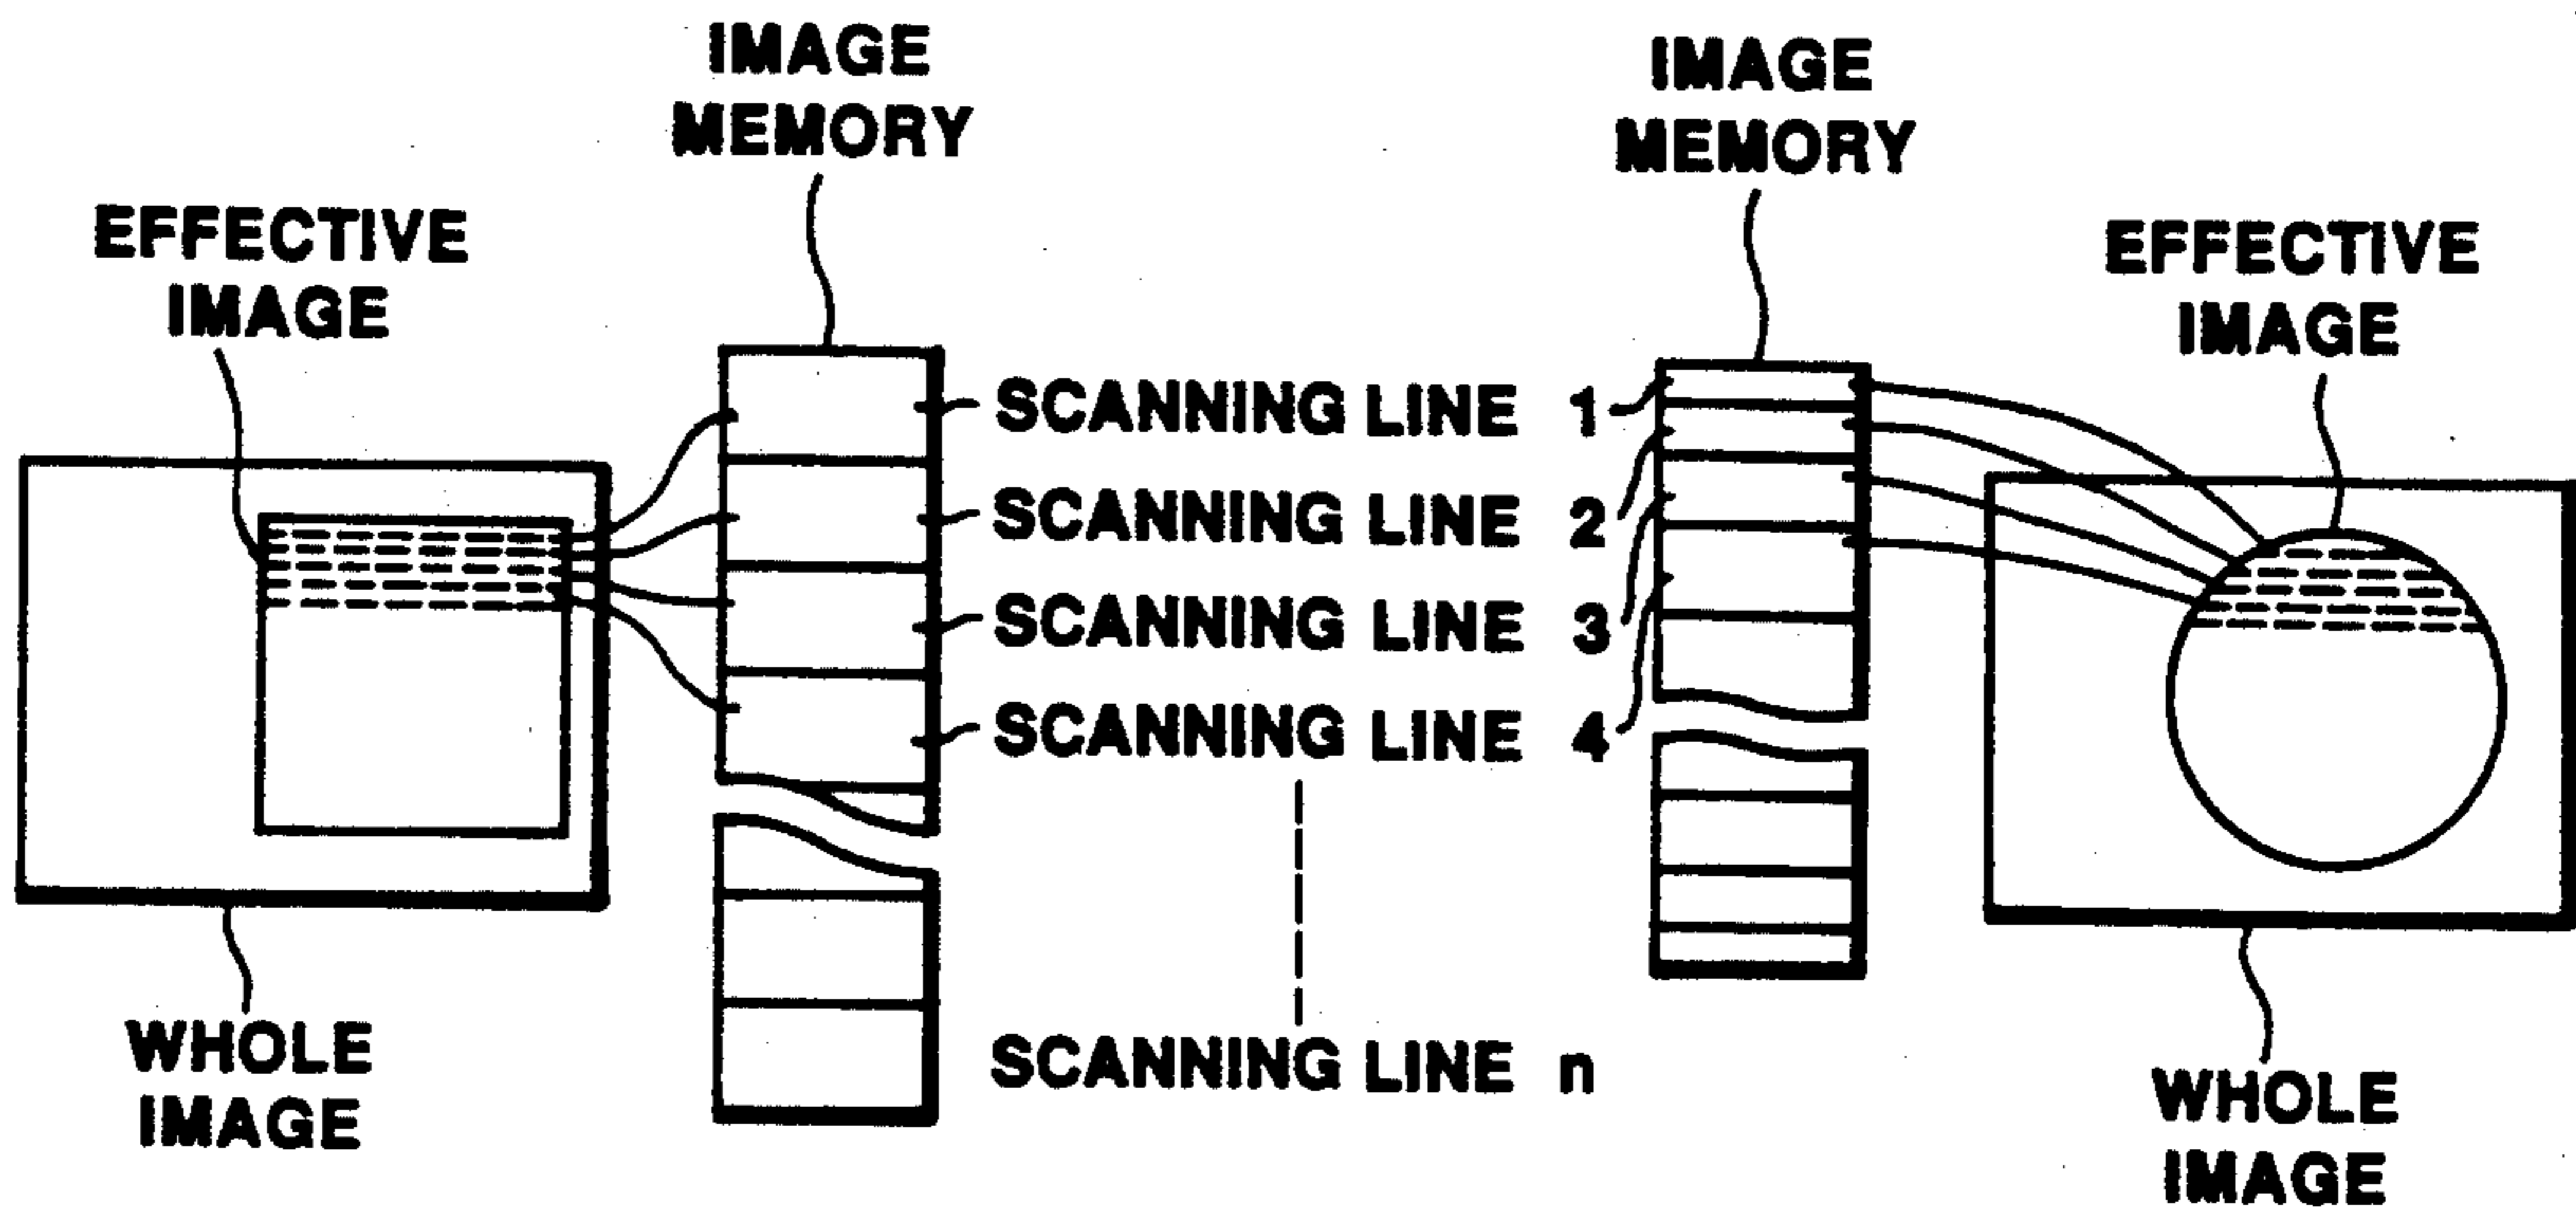 IMAGE
MEMORY
IMAGE
MEMORY
EFFECTIVE
IMAGE
EFFECTIVE
IMAGE
SCANNING LINE 1
SCANNING LINE 2
SCANNING LINE 3
SCANNING LINE 4
SCANNING LINE n
WHOLE
IMAGE
WHOLE
IMAGE